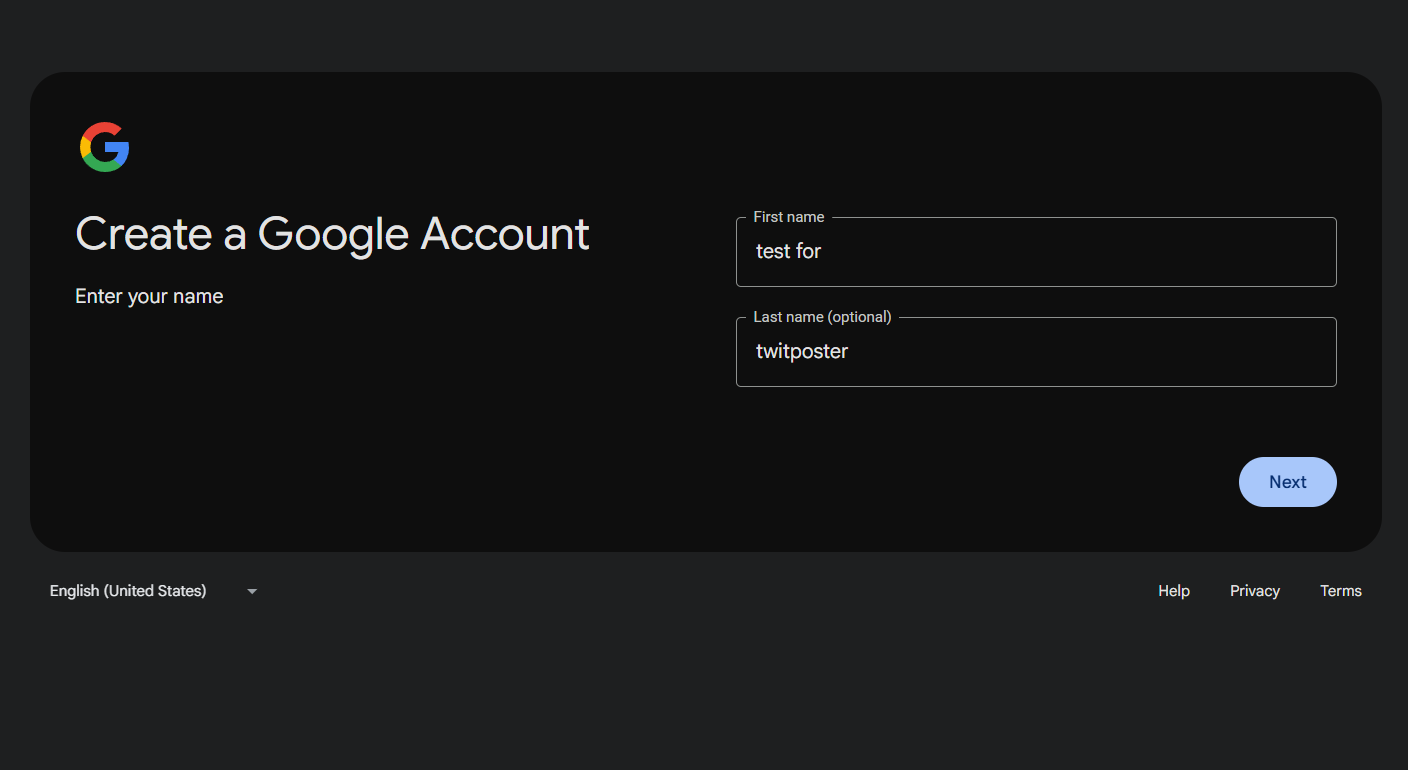 Create a Google Account
Enter your name
First name
test for
Last name (optional)
twitposter
Next
English (United States)
Help
Privacy
Terms